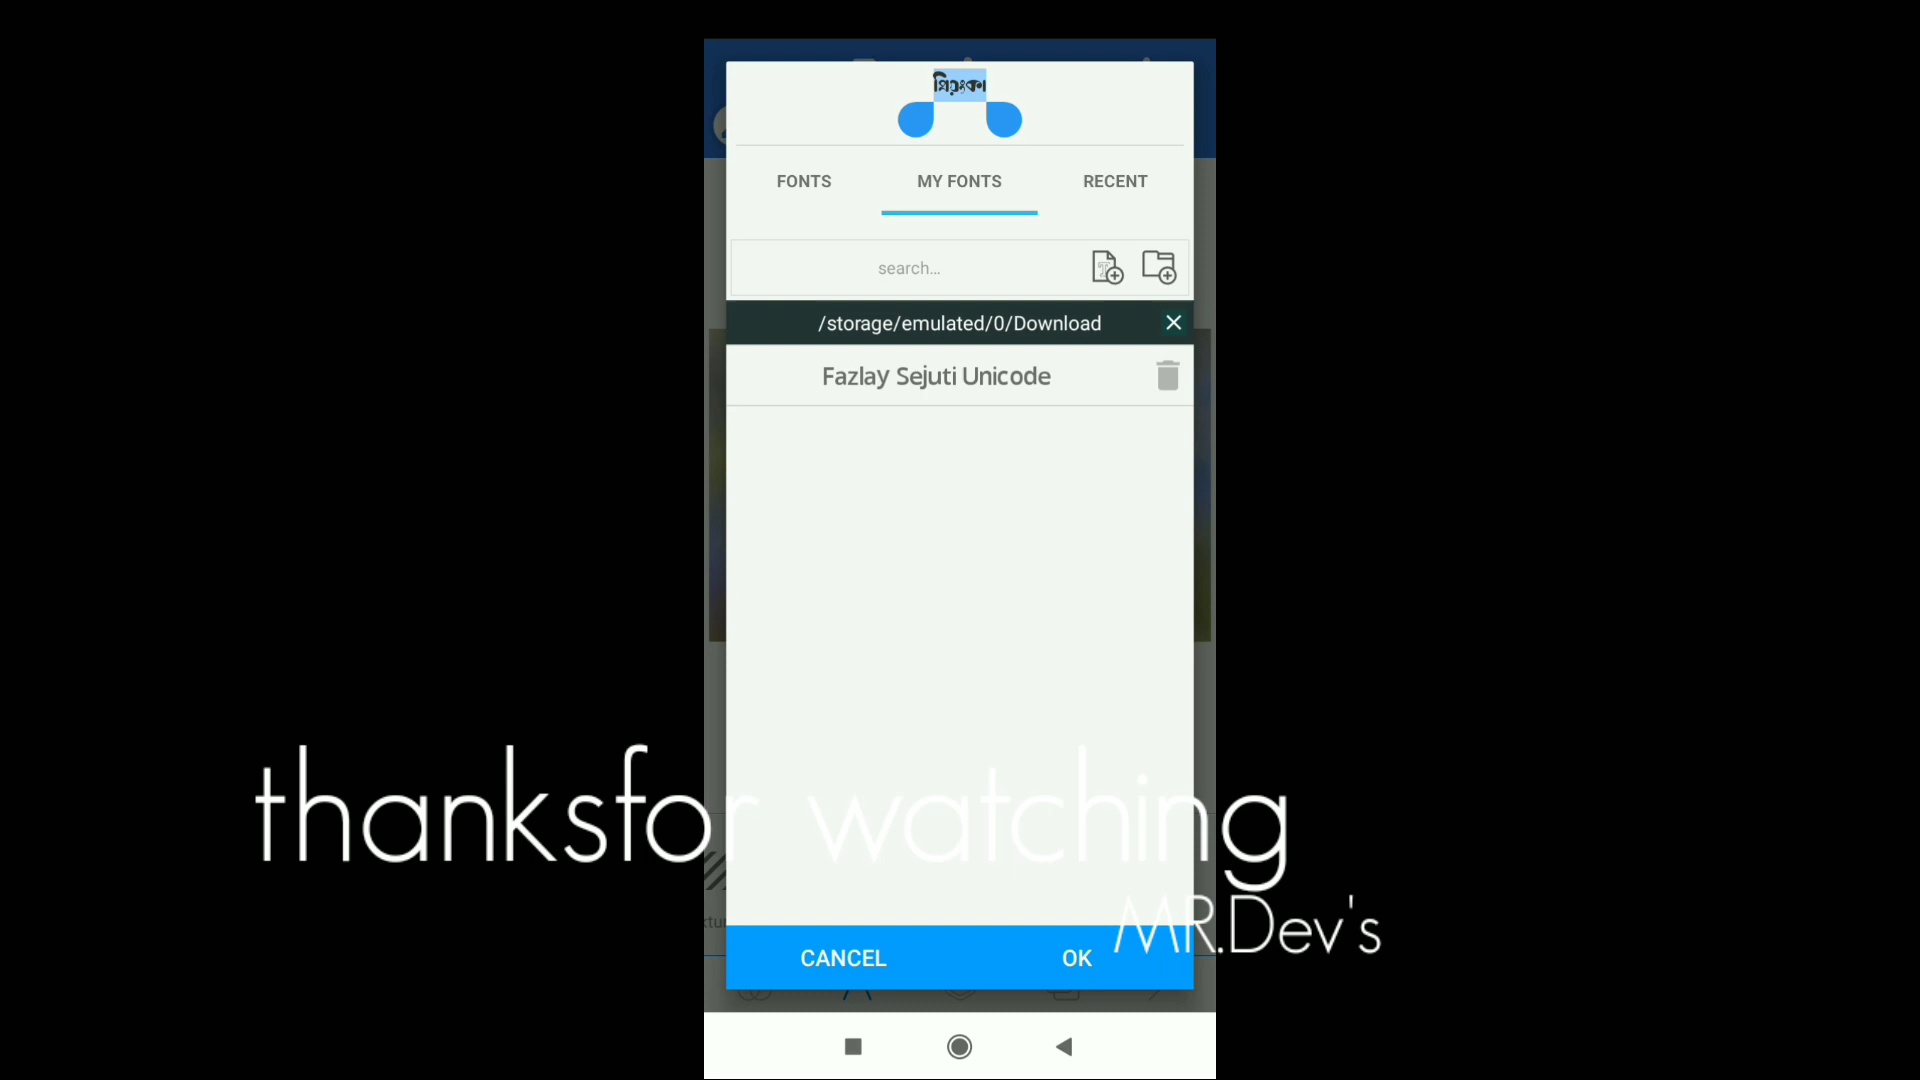 FONTS MY FONTS RECENT
search...
/storage/emulated/0/Download
Fazlay Sejuti Unicode
thanksfor watching
MR.Dev's
CANCEL OK